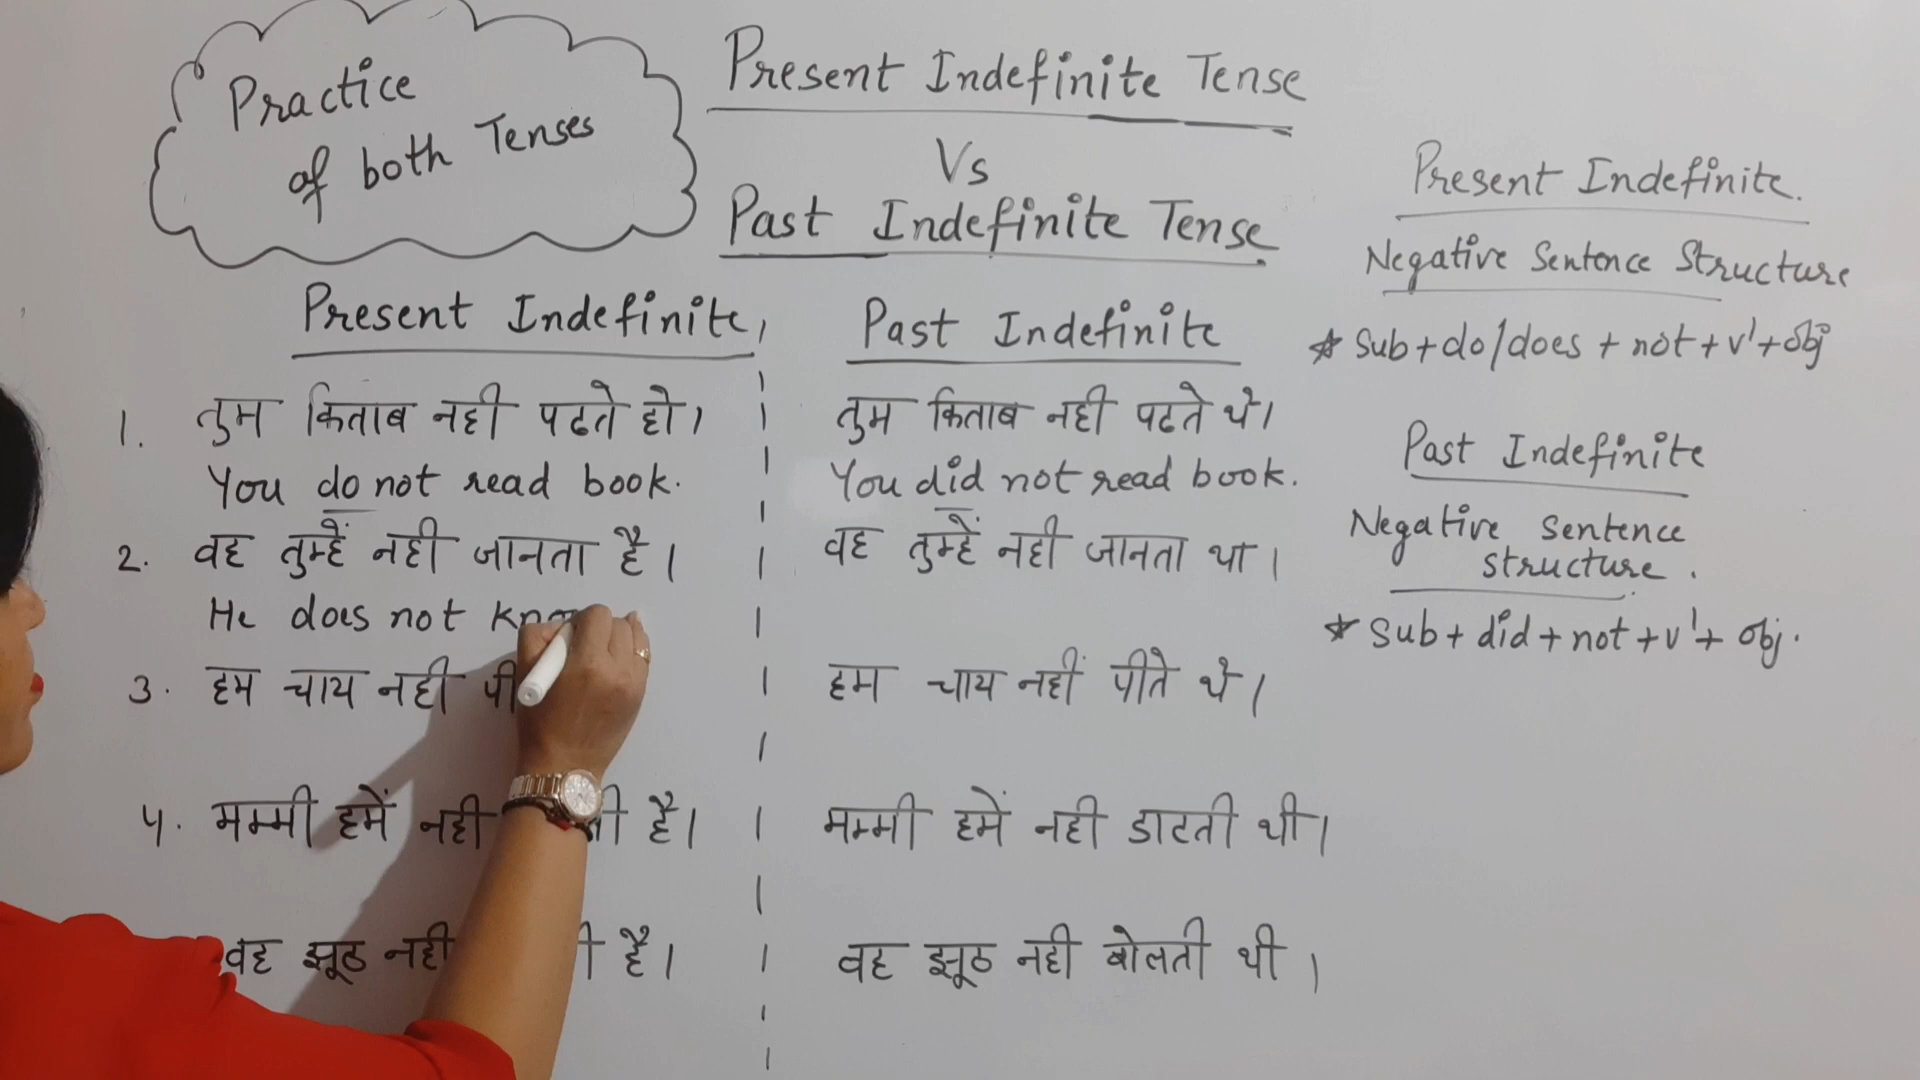 Practice
of both Tenses
Present Indefinite Tense
Vs
Past Indefinite Tense
Present Indefinite
1. तुम किताब नही पढते हो।
You do not read book.
2. वह तुम्हें नही जानता है।
He does not
3. हम चाय नही
4. मम्मी हमें नही है।
वह झूठ नही है।
Past Indefinite
तुम किताब नही पढते थे।
You did not read book.
वह तुम्हें नही जानता था।
हम चाय नहीं पीते थे।
मम्मी हमें नही डाटती थी।
वह झूठ नही बोलती थी।
Present Indefinite.
Negative Sentence Structure
* Sub+do/does + not + v¹+obj
Past Indefinite
Negative Sentence
structure.
* Sub+ did + not + v¹+ obj.